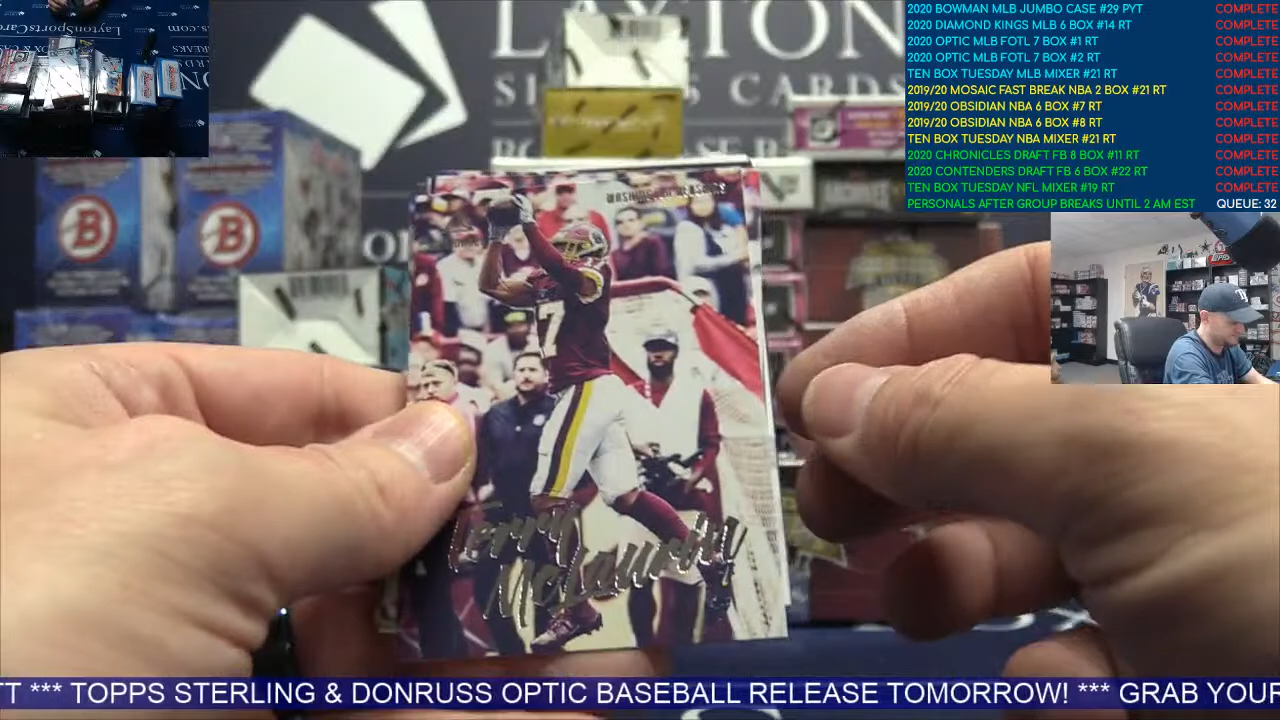 LaytonSportsCard
2020 BOWMAN MLB JUMBO CASE #29 PYT COMPLETE
2020 DIAMOND KINGS MLB 6 BOX #14 RT COMPLETE
2020 OPTIC MLB FOTL 7 BOX #1 RT COMPLETE
2020 OPTIC MLB FOTL 7 BOX #2 RT COMPLETE
TEN BOX TUESDAY MLB MIXER #21 RT COMPLETE
2019/20 MOSAIC FAST BREAK NBA 2 BOX #21 RT COMPLETE
2019/20 OBSIDIAN NBA 6 BOX #7 RT COMPLETE
2019/20 OBSIDIAN NBA 6 BOX #8 RT COMPLETE
TEN BOX TUESDAY NBA MIXER #21 RT COMPLETE
2020 CHRONICLES DRAFT FB 8 BOX #11 RT COMPLETE
2020 CONTENDERS DRAFT FB 6 BOX #22 RT COMPLETE
TEN BOX TUESDAY NFL MIXER #19 RT COMPLETE
PERSONALS AFTER GROUP BREAKS UNTIL 2 AM EST QUEUE: 32
LAYTON
CARDS
B
B
17
Terry
McLaurin
TT *** TOPPS STERLING & DONRUSS OPTIC BASEBALL RELEASE TOMORROW! *** GRAB YOUR